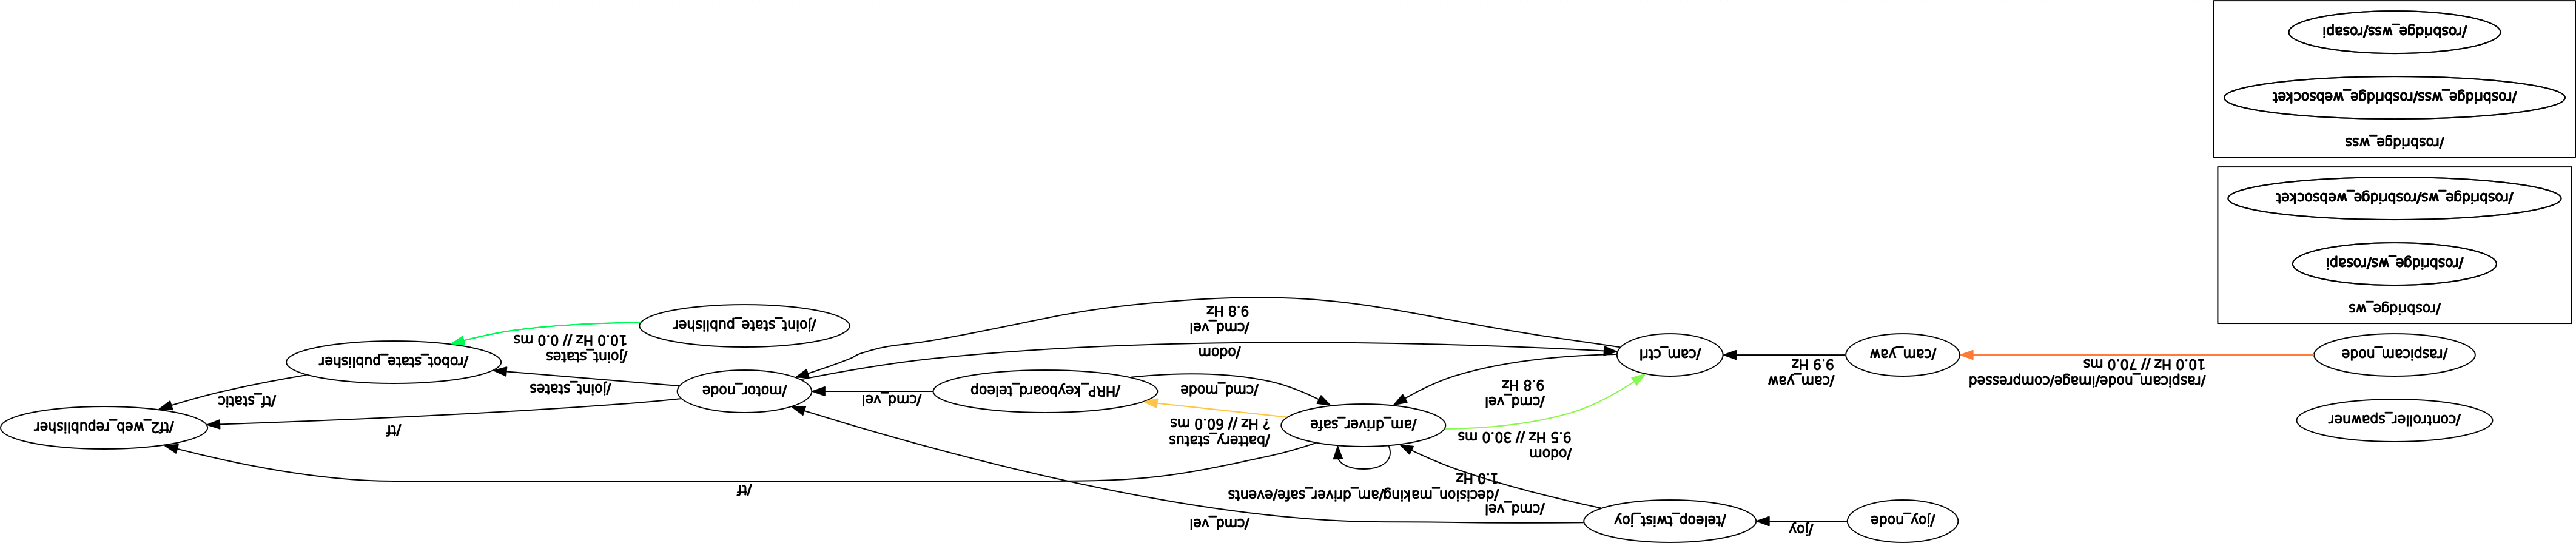 /joy_node
/joy
/teleop_twist_joy
/cmd_vel
/cmd_vel
/decision_making/am_driver_safe/events
1.0 Hz
/tf
/odom
9.5 Hz // 30.0 ms
/battery_status
? Hz // 60.0 ms
/controller_spawner
/am_driver_safe
/tf2_web_republisher
/tf
/cmd_vel
/tf_static
/cmd_vel
9.8 Hz
/cmd_mode
/HRP_keyboard_teleop
/motor_node
/joint_states
/raspicam_node/image/compressed
10.0 Hz // 70.0 ms
/cam_yaw
9.9 Hz
/raspicam_node
/cam_yaw
/cam_ctrl
/odom
/robot_state_publisher
/joint_states
10.0 Hz // 0.0 ms
/cmd_vel
9.8 Hz
/joint_state_publisher
/rosbridge_ws
/rosbridge_ws/rosapi
/rosbridge_ws/rosbridge_websocket
/rosbridge_wss
/rosbridge_wss/rosbridge_websocket
/rosbridge_wss/rosapi